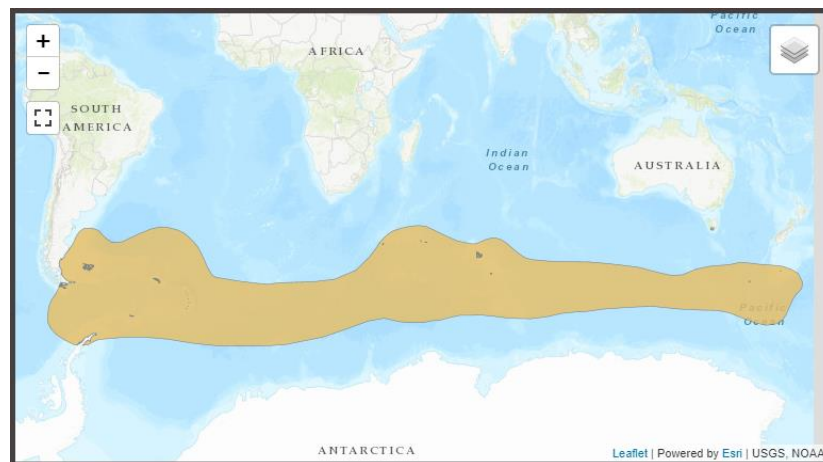 Pacific
Ocean
+
−
AFRICA
SOUTH
AMERICA
Indian
Ocean
AUSTRALIA
Pacific
Ocean
ANTARCTICA
Leaflet | Powered by Esri | USGS, NOAA